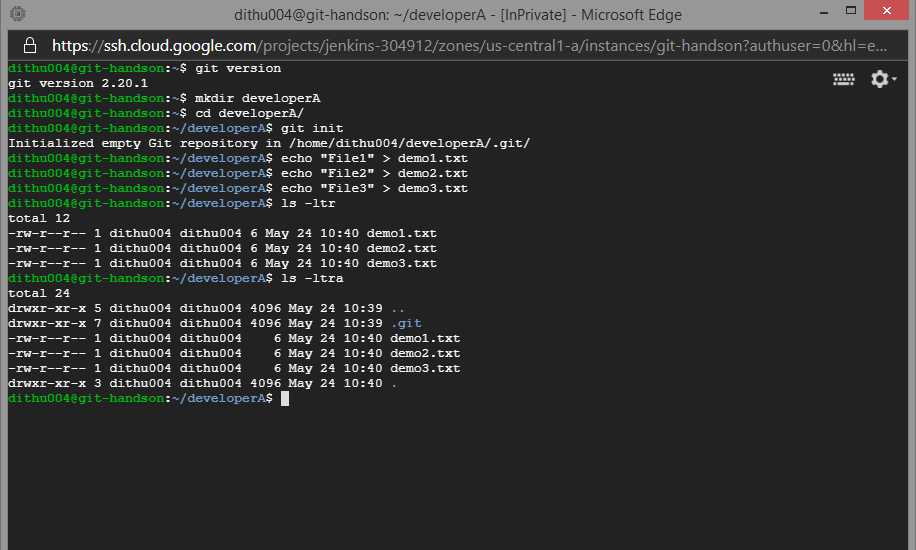 dithu004@git-handson: ~/developerA - [InPrivate] - Microsoft Edge
https://ssh.cloud.google.com/projects/jenkins-304912/zones/us-central1-a/instances/git-handson?authuser=0&hl=e...
dithu004@git-handson:~$ git version
git version 2.20.1
dithu004@git-handson:~$ mkdir developerA
dithu004@git-handson:~$ cd developerA/
dithu004@git-handson:~/developerA$ git init
Initialized empty Git repository in /home/dithu004/developerA/.git/
dithu004@git-handson:~/developerA$ echo "File1" > demo1.txt
dithu004@git-handson:~/developerA$ echo "File2" > demo2.txt
dithu004@git-handson:~/developerA$ echo "File3" > demo3.txt
dithu004@git-handson:~/developerA$ ls -ltr
total 12
-rw-r--r-- 1 dithu004 dithu004 6 May 24 10:40 demo1.txt
-rw-r--r-- 1 dithu004 dithu004 6 May 24 10:40 demo2.txt
-rw-r--r-- 1 dithu004 dithu004 6 May 24 10:40 demo3.txt
dithu004@git-handson:~/developerA$ ls -ltra
total 24
drwxr-xr-x 5 dithu004 dithu004 4096 May 24 10:39 ..
drwxr-xr-x 7 dithu004 dithu004 4096 May 24 10:39 .git
-rw-r--r-- 1 dithu004 dithu004    6 May 24 10:40 demo1.txt
-rw-r--r-- 1 dithu004 dithu004    6 May 24 10:40 demo2.txt
-rw-r--r-- 1 dithu004 dithu004    6 May 24 10:40 demo3.txt
drwxr-xr-x 3 dithu004 dithu004 4096 May 24 10:40 .
dithu004@git-handson:~/developerA$